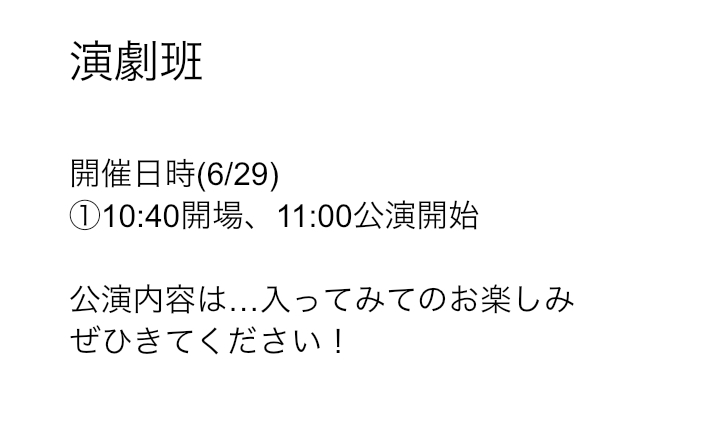 演劇班
開催日時(6/29)
①10:40開場、11:00公演開始
公演内容は…入ってみてのお楽しみ
ぜひきてください！